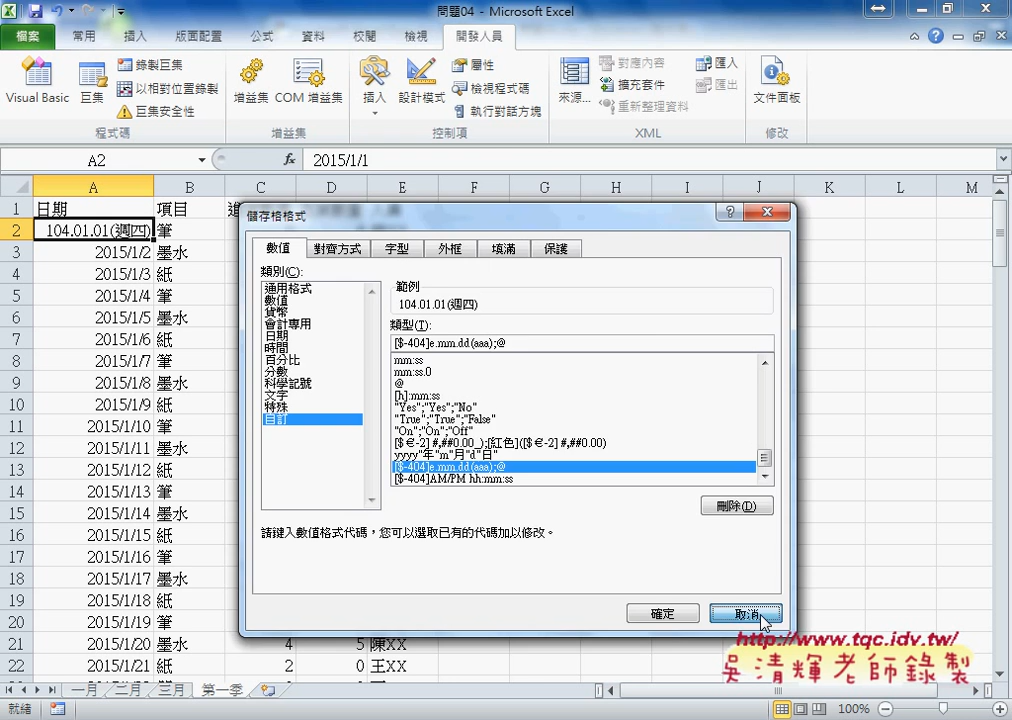 問題04 - Microsoft Excel
檔案 常用 插入 版面配置 公式 資料 校閱 檢視 開發人員
Visual Basic 巨集 錄製巨集 以相對位置錄製 巨集安全性 程式碼
增益集 COM 增益集 增益集
插入 設計模式 屬性 檢視程式碼 執行對話方塊 控制項
來源... 對應內容 擴充套件 重新整理資料 匯入 匯出 XML
文件面板 修改
A2 fx 2015/1/1
A B C D E F G H I J K L M
1 日期 項目
2 104.01.01(週四) 筆
3 2015/1/2 墨水
4 2015/1/3 紙
5 2015/1/4 筆
6 2015/1/5 墨水
7 2015/1/6 紙
8 2015/1/7 筆
9 2015/1/8 墨水
10 2015/1/9 紙
11 2015/1/10 筆
12 2015/1/11 墨水
13 2015/1/12 紙
14 2015/1/13 筆
15 2015/1/14 墨水
16 2015/1/15 紙
17 2015/1/16 筆
18 2015/1/17 墨水
19 2015/1/18 紙
20 2015/1/19 筆
21 2015/1/20 墨水 4 5 陳XX
22 2015/1/21 紙 2 0 王XX
儲存格格式
數值 對齊方式 字型 外框 填滿 保護
類別(C):
通用格式
數值
貨幣
會計專用
日期
時間
百分比
分數
科學記號
文字
特殊
自訂
範例
104.01.01(週四)
類型(T):
[$-404]e.mm.dd(aaa);@
mm:ss
mm:ss.0
@
[h]:mm:ss
"Yes";"Yes";"No"
"True";"True";"False"
"On";"On";"Off"
[$€-2] #,##0.00_);[紅色]([$€-2] #,##0.00)
yyyy"年"m"月"d"日"
[$-404]e.mm.dd(aaa);@
[$-404]AM/PM hh:mm:ss
刪除(D)
請鍵入數值格式代碼，您可以選取已有的代碼加以修改。
確定 取消
http://www.tqc.idv.tw/
吳清輝老師錄製
一月 二月 三月 第一季
就緒 100%